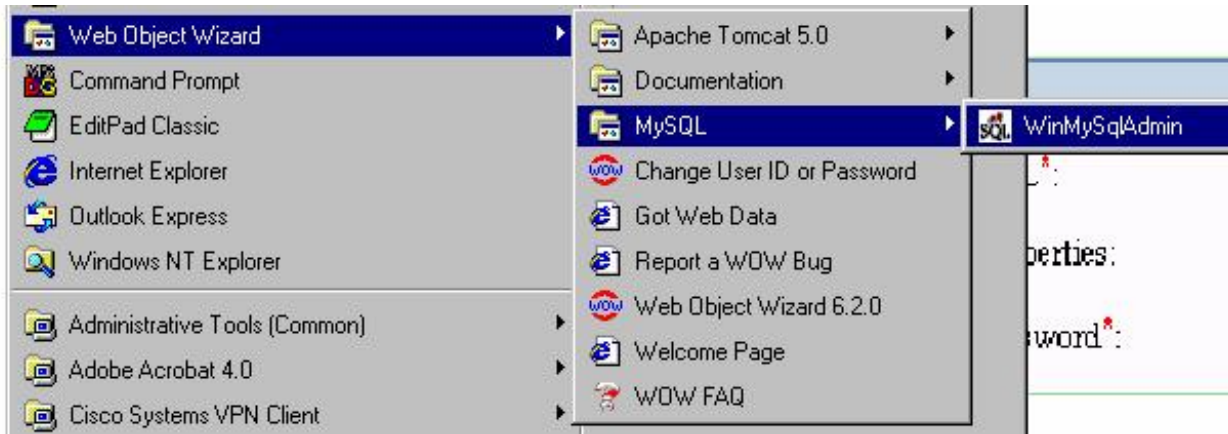 Web Object Wizard
Command Prompt
EditPad Classic
Internet Explorer
Outlook Express
Windows NT Explorer
Administrative Tools (Common)
Adobe Acrobat 4.0
Cisco Systems VPN Client
Apache Tomcat 5.0
Documentation
MySQL
Change User ID or Password
Got Web Data
Report a WOW Bug
Web Object Wizard 6.2.0
Welcome Page
WOW FAQ
SQL WinMySqlAdmin
perties:
sword*: